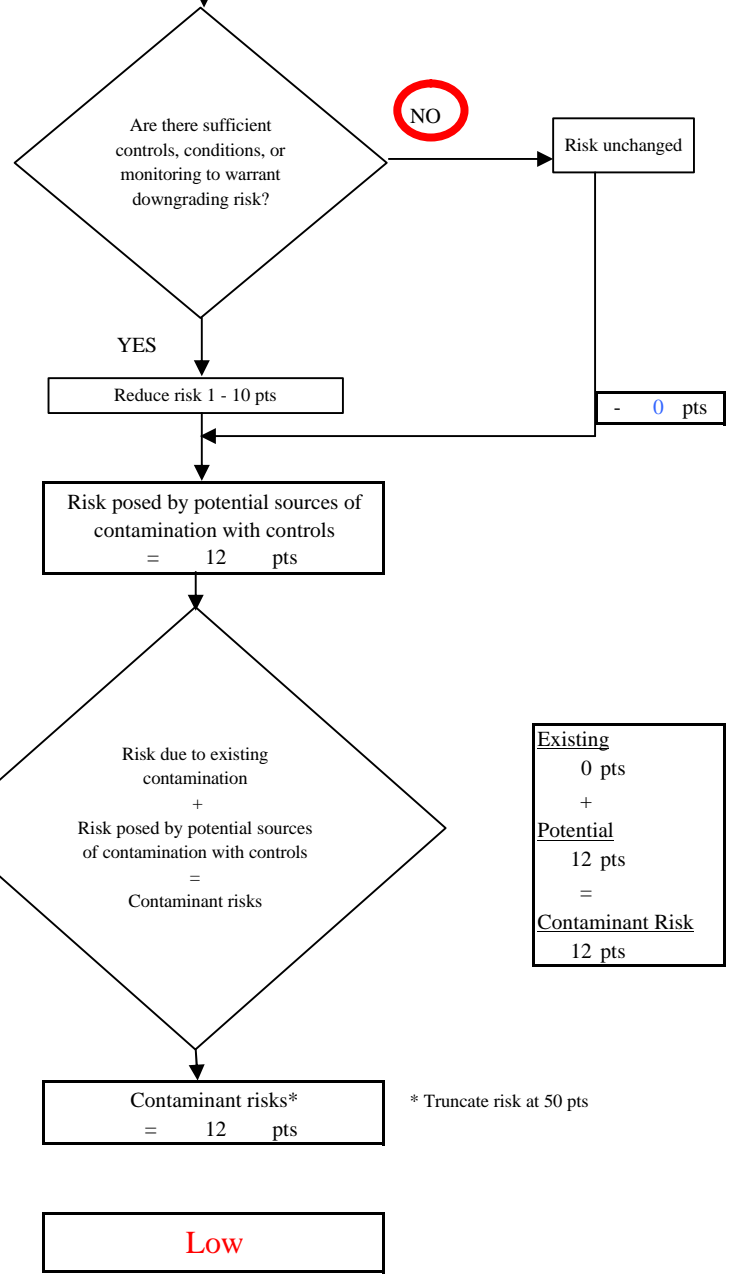 Are there sufficient
controls, conditions, or
monitoring to warrant
downgrading risk?
NO
Risk unchanged
YES
Reduce risk 1 - 10 pts
- 0 pts
Risk posed by potential sources of
contamination with controls
= 12 pts
Risk due to existing
contamination
+
Risk posed by potential sources
of contamination with controls
=
Contaminant risks
Existing
0 pts
+
Potential
12 pts
=
Contaminant Risk
12 pts
Contaminant risks*
= 12 pts
* Truncate risk at 50 pts
Low